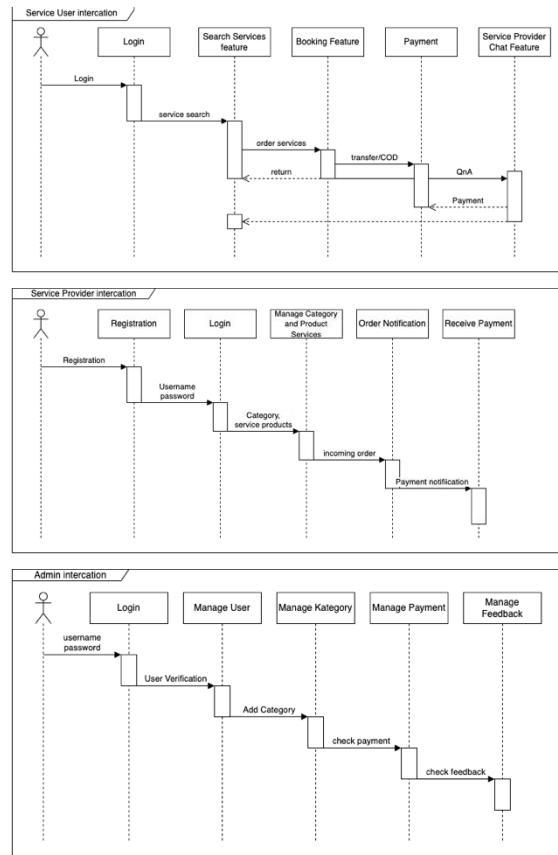 Service User intercation
Login
Search Services
feature
Booking Feature
Payment
Service Provider
Chat Feature
Login
service search
order services
transfer/COD
return
QnA
Payment
Service Provider intercation
Registration
Login
Manage Category
and Product
Services
Order Notification
Receive Payment
Registration
Username
password
Category,
service products
incoming order
Payment notifiication
Admin intercation
Login
Manage User
Manage Kategory
Manage Payment
Manage
Feedback
username
password
User Verification
Add Category
check payment
check feedback